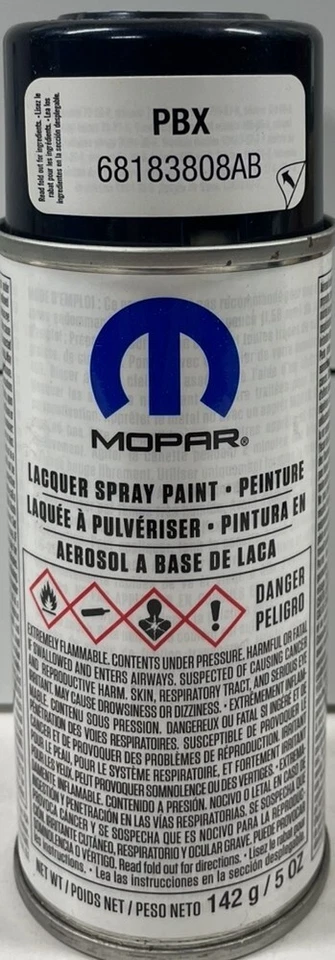 Read fold out for ingredients. • Lisez le
rabat pour les ingrédients. • Lea los
ingredientes en la sección desplegable.
PBX
68183808AB
MOPAR®
LACQUER SPRAY PAINT • PEINTURE
LAQUÉE À PULVÉRISER • PINTURA EN
AEROSOL A BASE DE LACA
DANGER
PELIGRO
EXTREMELY FLAMMABLE. CONTENTS UNDER PRESSURE. HARMFUL OR FATAL
IF SWALLOWED AND ENTERS AIRWAYS. SUSPECTED OF CAUSING CANCER
AND REPRODUCTIVE HARM. SKIN, RESPIRATORY TRACT, AND SERIOUS EYE
IRRITANT. MAY CAUSE DROWSINESS OR DIZZINESS. • EXTRÊMEMENT INFLAM-
MABLE. CONTENU SOUS PRESSION. DANGEREUX OU FATAL SI INGÉRÉ ET DE
PÉNÉTRATION DES VOIES RESPIRATOIRES. SUSCEPTIBLE DE PROVOQUER LE
CANCER ET DE PROVOQUER DES PROBLÈMES DE REPRODUCTION. IRRITANT
POUR LE PEAU, POUR LE SYSTÈME RESPIRATOIRE, ET FORTEMENT IRRITANT
POUR LES YEUX. PEUT PROVOQUER SOMNOLENCE OU DES VERTIGES. • EXTREMA-
MENTE INFLAMABLE. CONTENIDO A PRESIÓN. NOCIVO O LETAL EN CASO DE
INGESTIÓN Y PENETRACIÓN EN LAS VÍAS RESPIRATORIAS. SE SOSPECHA QUE
PROVOCA CÁNCER Y SE SOSPECHA QUE ES NOCIVO PARA LA REPRODUC-
CIÓN. IRRITANTE CUTÁNEO, RESPIRATORIO Y OCULAR GRAVE. PUEDE PROVOCAR
SOMNOLENCIA O VERTIGO. Read fold out for directions. • Lisez le rabat pour
les instructions. • Lea las instrucciones en la sección desplegable.
NET WT / POIDS NET / PESO NETO 142 g / 5 OZ